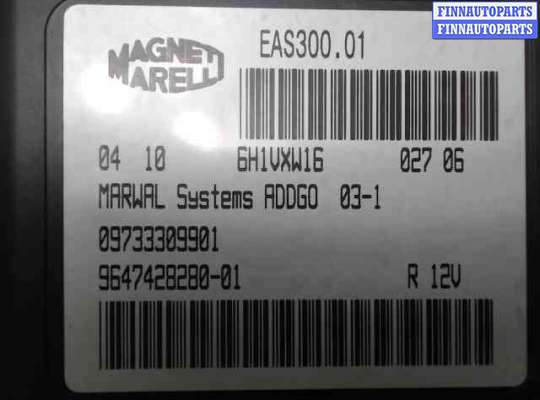 FINNAUTOPARTS
FINNAUTOPARTS
MAGNETI
MARELLI
EAS300.01
04 10 6H1VXW16 027 06
MARWAL Systems ADDGO 03-1
09733309901
9647428280-01 R 12V